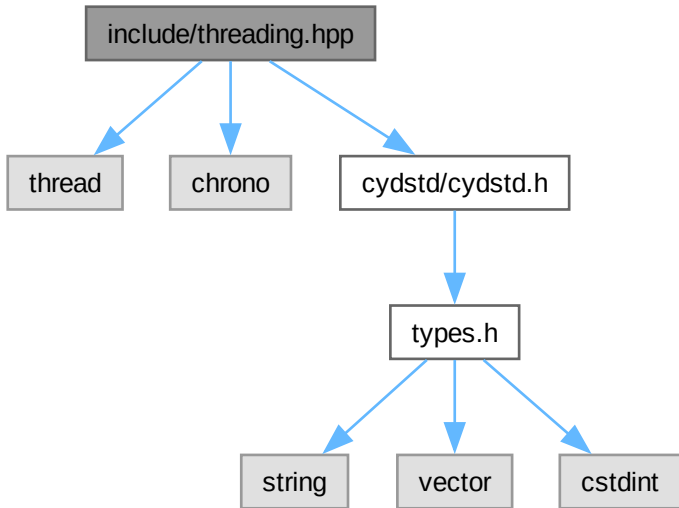 include/threading.hpp
thread
chrono
cydstd/cydstd.h
types.h
string
vector
cstdint